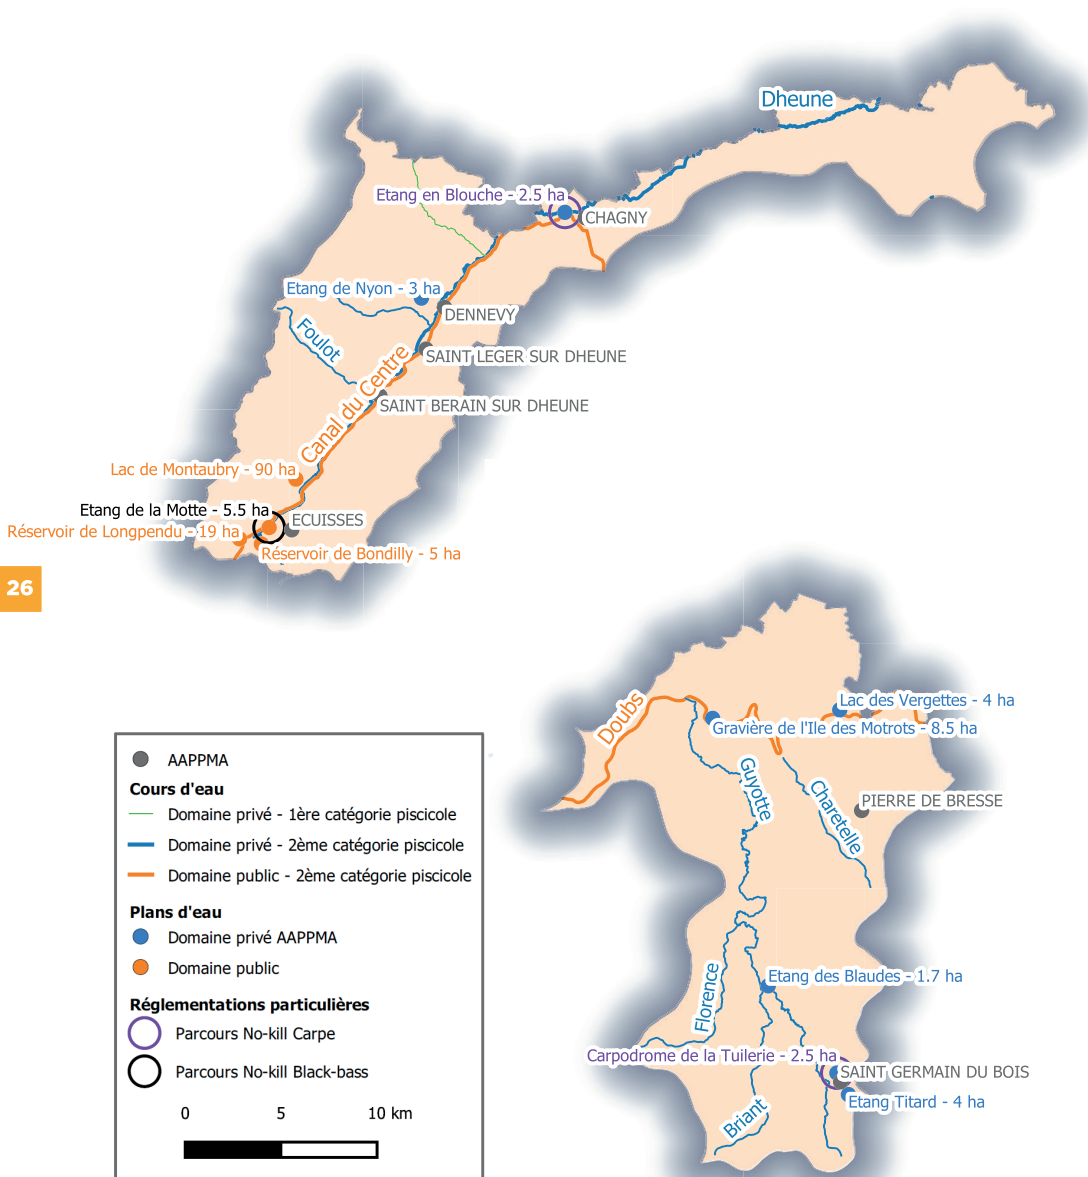 Dheune
Etang en Blouche - 2.5 ha
CHAGNY
Etang de Nyon - 3 ha
DENNEVY
Foulot
SAINT LEGER SUR DHEUNE
Canal du Centre
SAINT BERAIN SUR DHEUNE
Lac de Montaubry - 90 ha
Etang de la Motte - 5.5 ha
ECUISSES
Réservoir de Longpendu - 19 ha
Réservoir de Bondilly - 5 ha
26
Doubs
Lac des Vergettes - 4 ha
Gravière de l'Ile des Motrots - 8.5 ha
Guyotte
Charetelle
PIERRE DE BRESSE
Florence
Etang des Blaudes - 1.7 ha
Carpodrome de la Tuilerie - 2.5 ha
SAINT GERMAIN DU BOIS
Etang Titard - 4 ha
Briant
AAPPMA
Cours d'eau
Domaine privé - 1ère catégorie piscicole
Domaine privé - 2ème catégorie piscicole
Domaine public - 2ème catégorie piscicole
Plans d'eau
Domaine privé AAPPMA
Domaine public
Réglementations particulières
Parcours No-kill Carpe
Parcours No-kill Black-bass
0 5 10 km